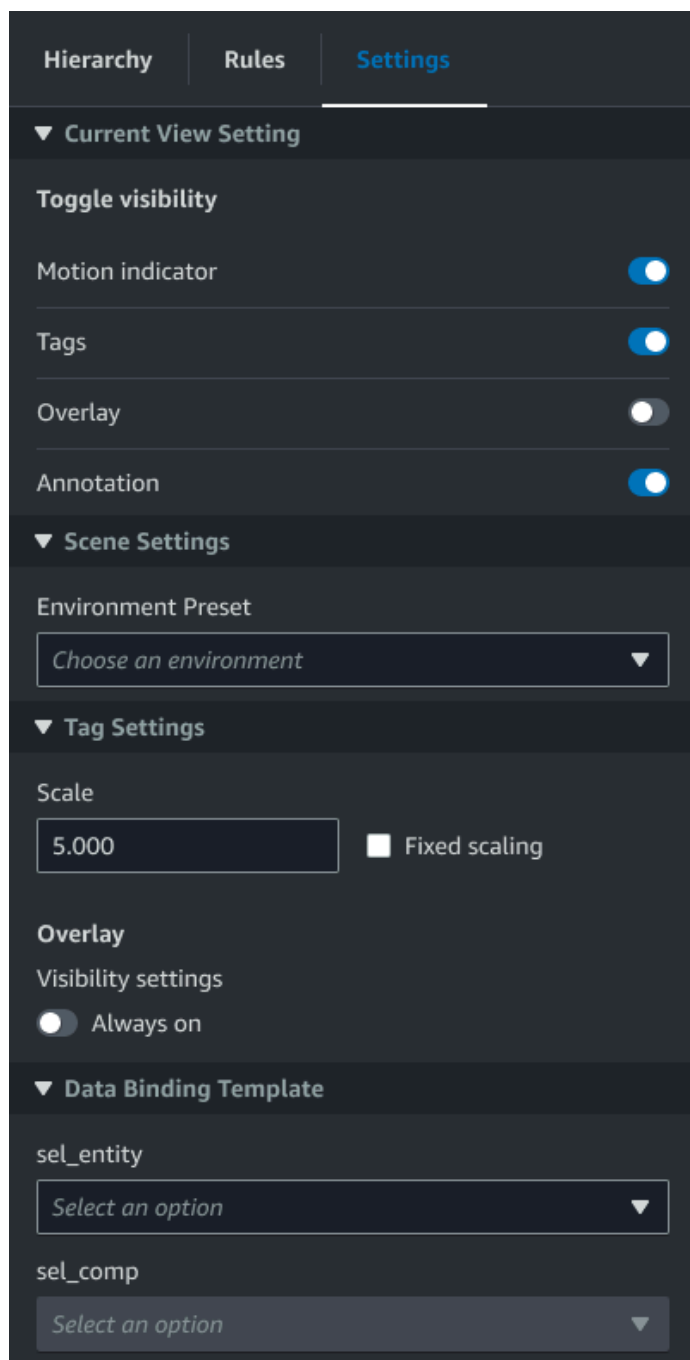 Hierarchy Rules Settings
Current View Setting
Toggle visibility
Motion indicator
Tags
Overlay
Annotation
Scene Settings
Environment Preset
Choose an environment
Tag Settings
Scale
5.000 Fixed scaling
Overlay
Visibility settings
Always on
Data Binding Template
sel_entity
Select an option
sel_comp
Select an option